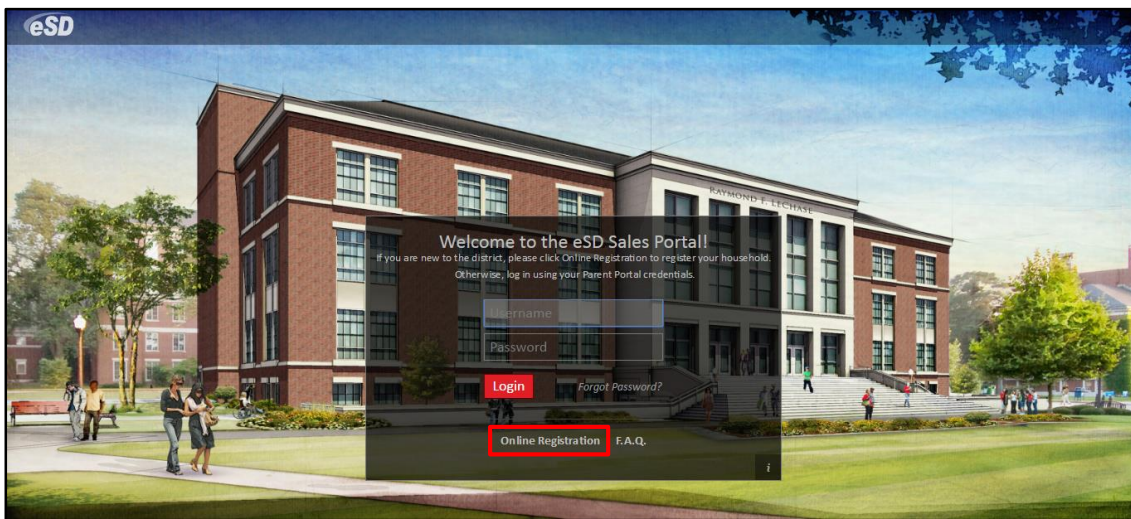 eSD
RAYMOND F. LECHASE
Welcome to the eSD Sales Portal!
If you are new to the district, please click Online Registration to register your household.
Otherwise, log in using your Parent Portal credentials.
Username
Password
Login Forgot Password?
Online Registration F.A.Q.
i